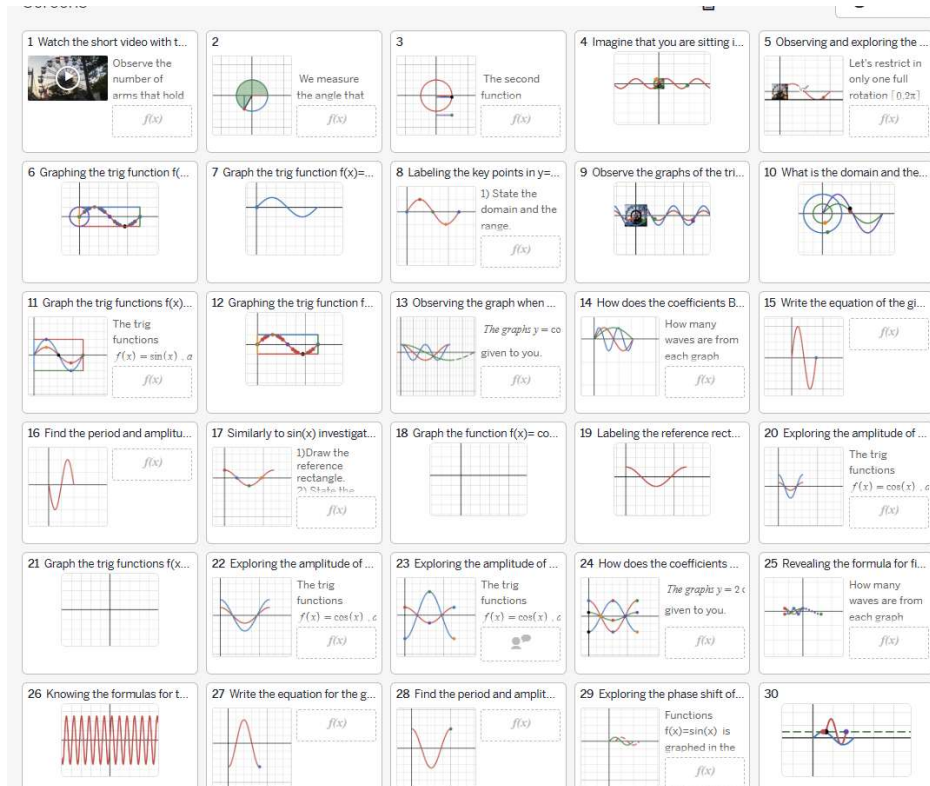 Screens
1 Watch the short video with t...
Observe the
number of
arms that hold
f(x)
2
We measure
the angle that
f(x)
3
The second
function
f(x)
4 Imagine that you are sitting i...
5 Observing and exploring the ...
Let's restrict in
only one full
rotation [0,2π]
f(x)
6 Graphing the trig function f(...
7 Graph the trig function f(x)=...
8 Labeling the key points in y=...
1) State the
domain and the
range.
f(x)
9 Observe the graphs of the tri...
10 What is the domain and the...
11 Graph the trig functions f(x)...
The trig
functions
f(x) = sin(x) , a
f(x)
12 Graphing the trig function f...
13 Observing the graph when ...
The graphs y = co
given to you.
f(x)
14 How does the coefficients B...
How many
waves are from
each graph
f(x)
15 Write the equation of the gi...
f(x)
16 Find the period and amplitu...
f(x)
17 Similarly to sin(x) investigat...
1)Draw the
reference
rectangle.
2) State the
f(x)
18 Graph the function f(x)= co...
19 Labeling the reference rect...
20 Exploring the amplitude of ...
The trig
functions
f(x) = cos(x) , c
f(x)
21 Graph the trig functions f(x...
22 Exploring the amplitude of ...
The trig
functions
f(x) = cos(x) , c
f(x)
23 Exploring the amplitude of ...
The trig
functions
f(x) = cos(x) , c
24 How does the coefficients ...
The graphs y = 2 c
given to you.
f(x)
25 Revealing the formula for fi...
How many
waves are from
each graph
f(x)
26 Knowing the formulas for t...
27 Write the equation for the g...
f(x)
28 Find the period and amplit...
f(x)
29 Exploring the phase shift of...
Functions
f(x)=sin(x) is
graphed in the
f(x)
30